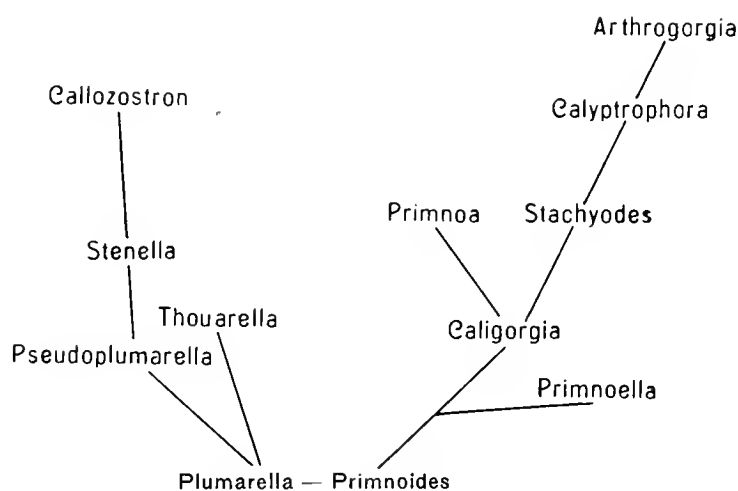 Arthrogorgia
Callozostron
Calyptrophora
Primnoa
Stachyodes
Stenella
Thouarella
Caligorgia
Pseudoplumarella
Primnoella
Plumarella — Primnoides